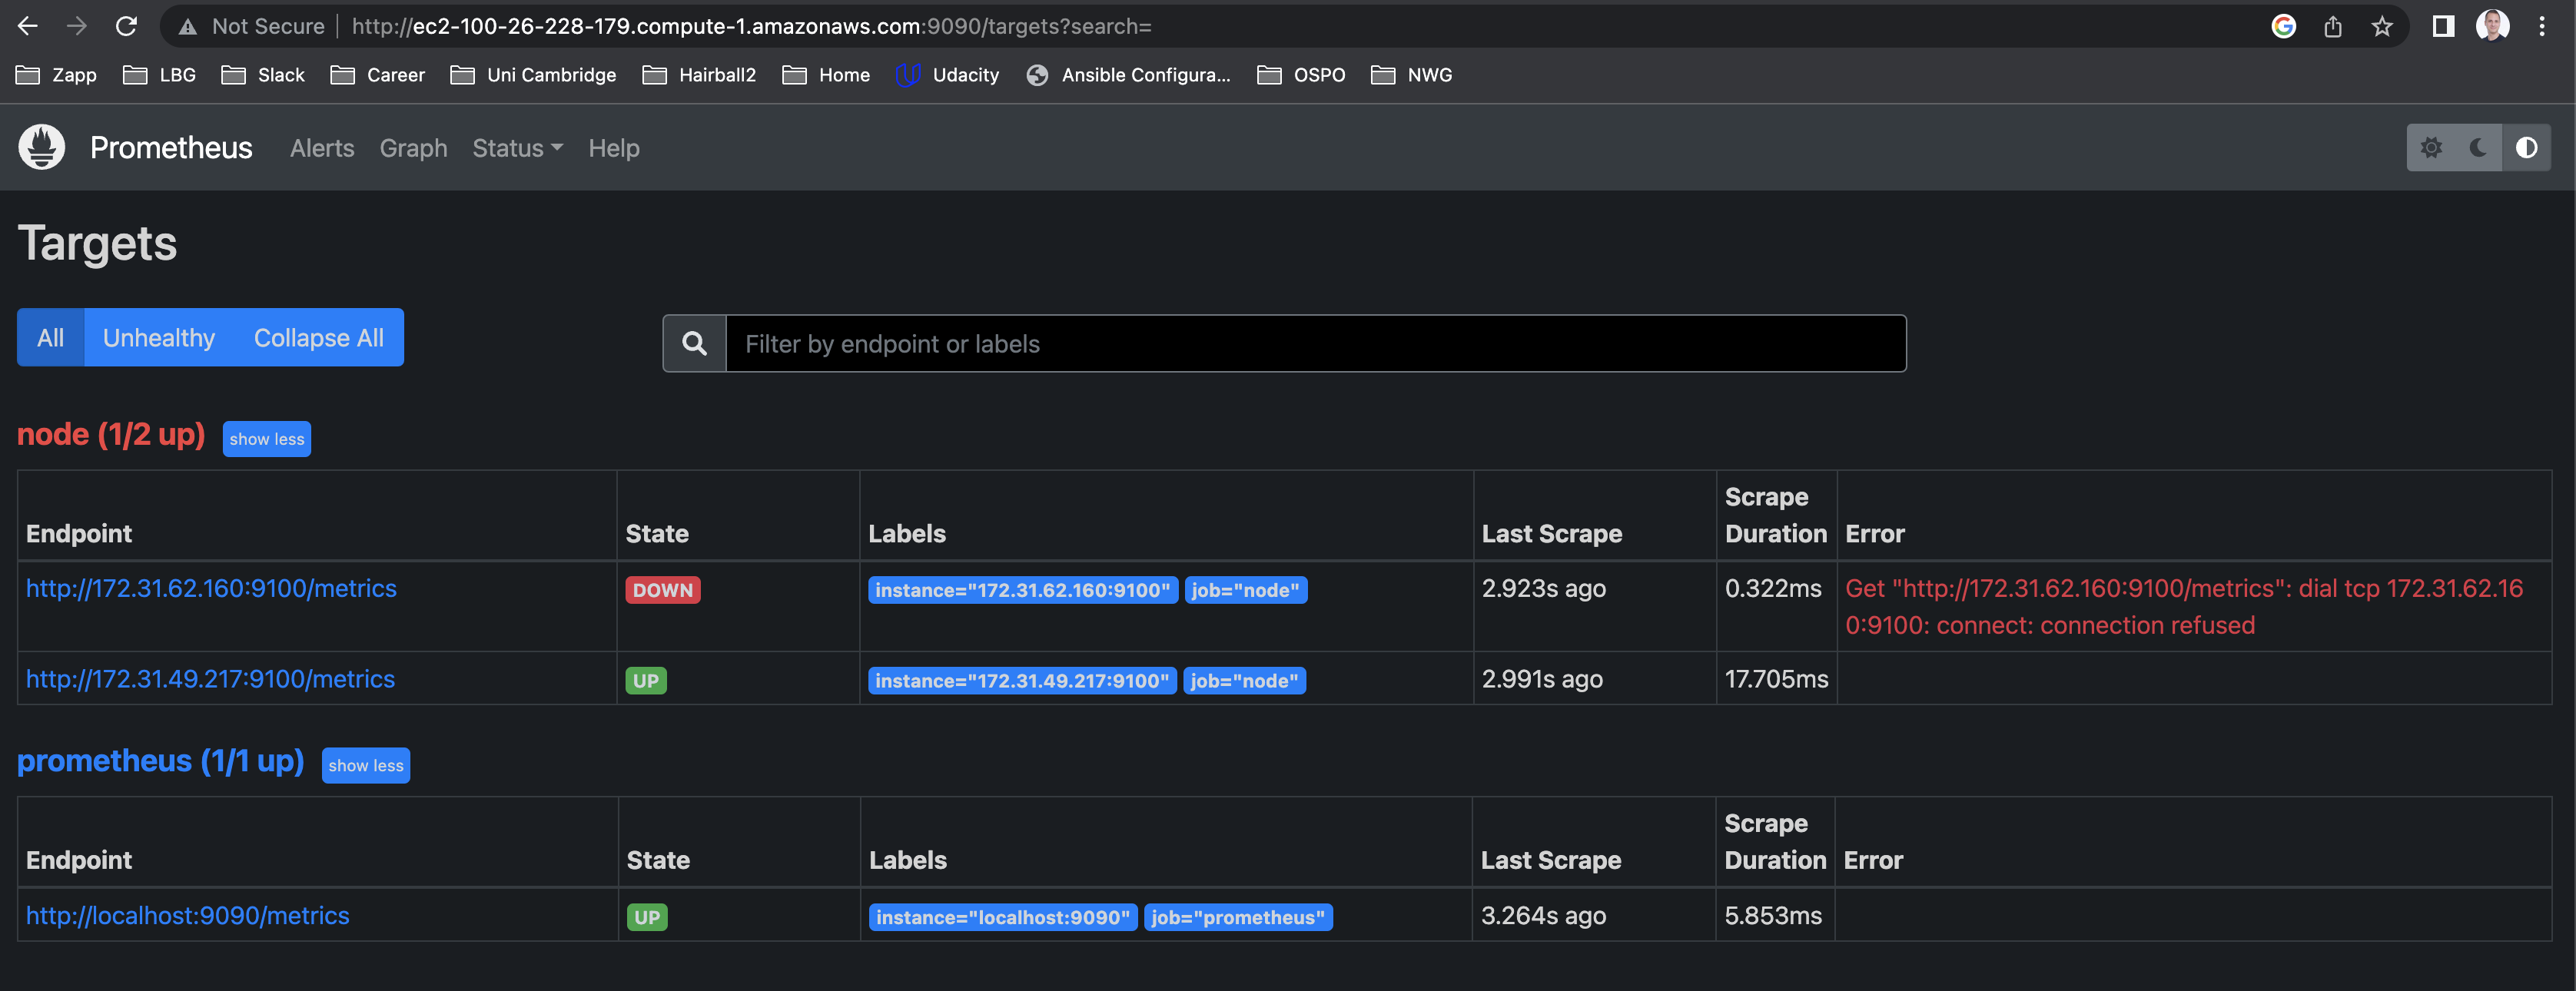 Not Secure http://ec2-100-26-228-179.compute-1.amazonaws.com:9090/targets?search=
Zapp LBG Slack Career Uni Cambridge Hairball2 Home Udacity Ansible Configura... OSPO NWG
Prometheus Alerts Graph Status Help
Targets
All Unhealthy Collapse All Filter by endpoint or labels
node (1/2 up) show less
Endpoint State Labels Last Scrape Scrape Duration Error
http://172.31.62.160:9100/metrics DOWN instance="172.31.62.160:9100" job="node" 2.923s ago 0.322ms Get "http://172.31.62.160:9100/metrics": dial tcp 172.31.62.16
0:9100: connect: connection refused
http://172.31.49.217:9100/metrics UP instance="172.31.49.217:9100" job="node" 2.991s ago 17.705ms
prometheus (1/1 up) show less
Endpoint State Labels Last Scrape Scrape Duration Error
http://localhost:9090/metrics UP instance="localhost:9090" job="prometheus" 3.264s ago 5.853ms